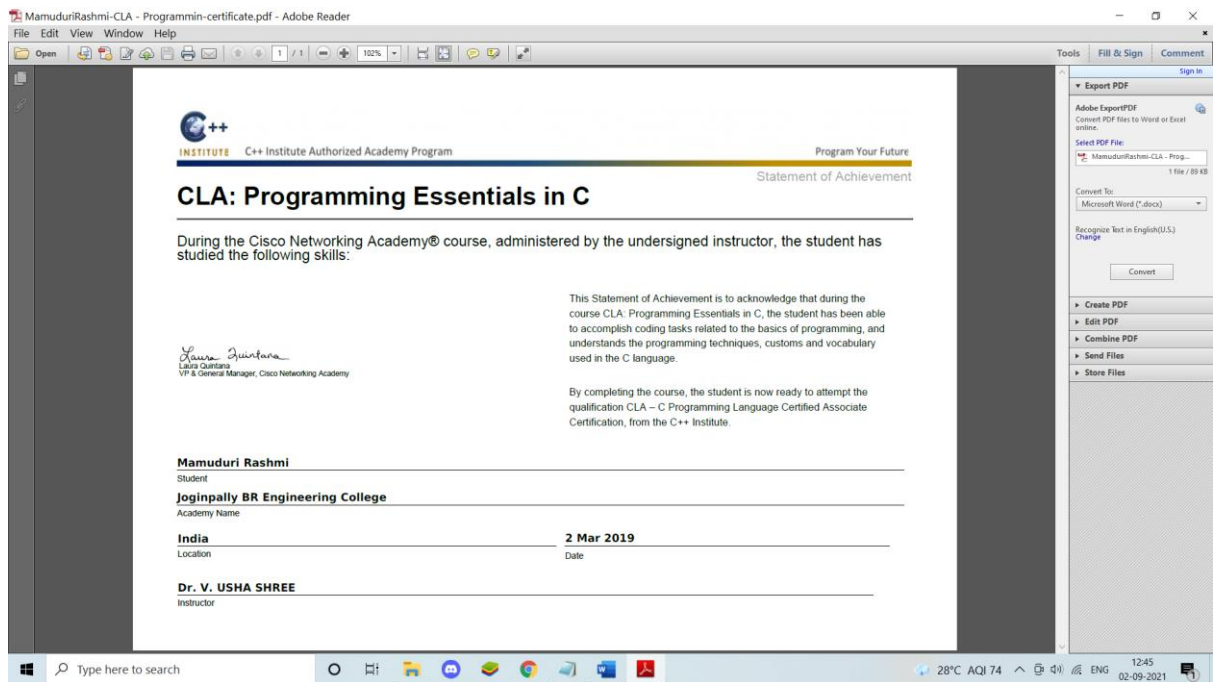 MamuduriRashmi-CLA - Programmin-certificate.pdf - Adobe Reader
File Edit View Window Help
Open 1 / 1 102% Tools Fill & Sign Comment
Sign In
Export PDF
Adobe ExportPDF
Convert PDF files to Word or Excel
online.
Select PDF File:
MamuduriRashmi-CLA - Prog...
1 file / 89 KB
Convert To:
Microsoft Word (*.docx)
Recognize Text in English(U.S.)
Change
Convert
Create PDF
Edit PDF
Combine PDF
Send Files
Store Files
C++
INSTITUTE C++ Institute Authorized Academy Program Program Your Future
Statement of Achievement
CLA: Programming Essentials in C
During the Cisco Networking Academy® course, administered by the undersigned instructor, the student has
studied the following skills:
This Statement of Achievement is to acknowledge that during the
course CLA: Programming Essentials in C, the student has been able
to accomplish coding tasks related to the basics of programming, and
understands the programming techniques, customs and vocabulary
used in the C language.
By completing the course, the student is now ready to attempt the
qualification CLA – C Programming Language Certified Associate
Certification, from the C++ Institute.
Laura Quintana
Laura Quintana
VP & General Manager, Cisco Networking Academy
Mamuduri Rashmi
Student
Joginpally BR Engineering College
Academy Name
India 2 Mar 2019
Location Date
Dr. V. USHA SHREE
Instructor
Type here to search 28°C AQI 74 ENG 12:45
02-09-2021